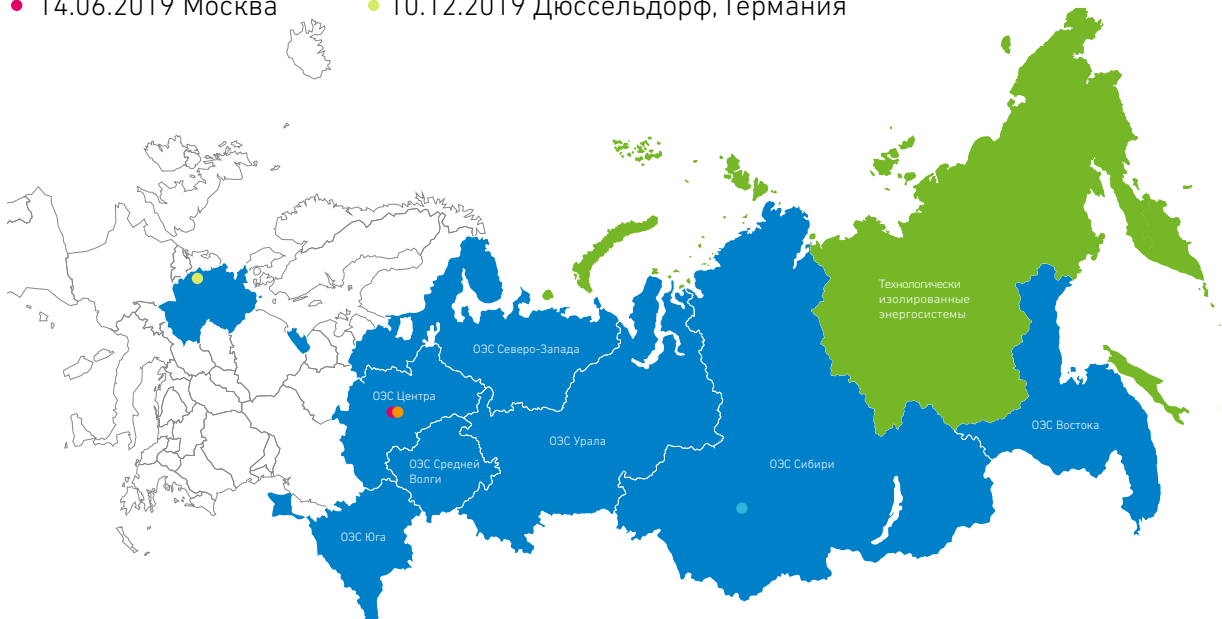 14.06.2019 Москва
10.12.2019 Дюссельдорф, Германия
Технологически
изолированные
энергосистемы
ОЭС Северо-Запада
ОЭС Центра
ОЭС Востока
ОЭС Урала
ОЭС Средней
Волги
ОЭС Сибири
ОЭС Юга